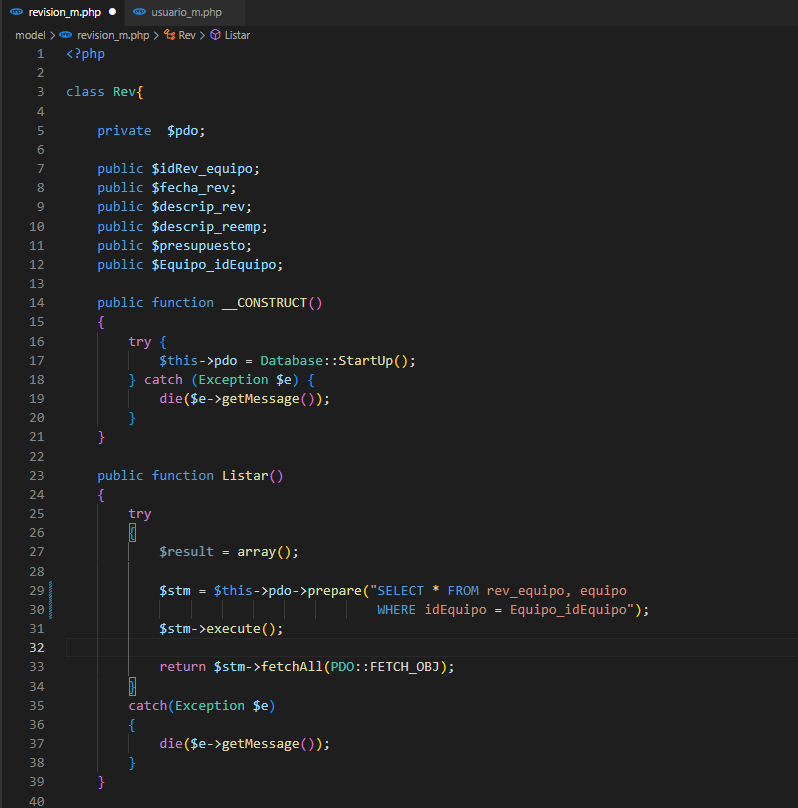 revision_m.php ●  usuario_m.php
model > revision_m.php > Rev > Listar
1 <?php
2
3 class Rev{
4
5     private  $pdo;
6
7     public $idRev_equipo;
8     public $fecha_rev;
9     public $descrip_rev;
10     public $descrip_reemp;
11     public $presupuesto;
12     public $Equipo_idEquipo;
13
14     public function __CONSTRUCT()
15     {
16         try {
17             $this->pdo = Database::StartUp();
18         } catch (Exception $e) {
19             die($e->getMessage());
20         }
21     }
22
23     public function Listar()
24     {
25         try
26         {
27             $result = array();
28
29             $stm = $this->pdo->prepare("SELECT * FROM rev_equipo, equipo
30                                         WHERE idEquipo = Equipo_idEquipo");
31             $stm->execute();
32
33             return $stm->fetchAll(PDO::FETCH_OBJ);
34         }
35         catch(Exception $e)
36         {
37             die($e->getMessage());
38         }
39     }
40